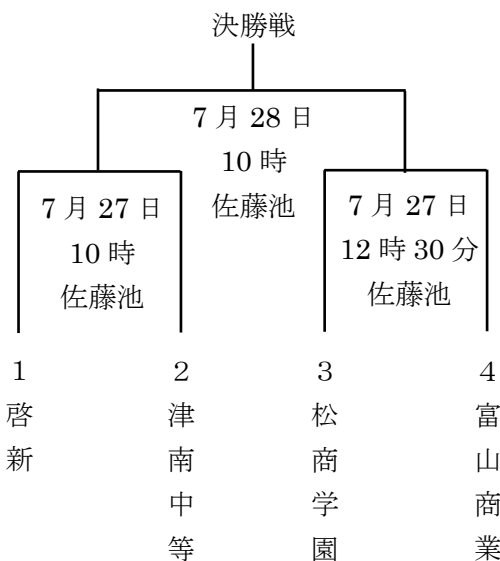 決勝戦
7月28日
10時
佐藤池
7月27日
10時
佐藤池
7月27日
12時30分
佐藤池
1
啓新
2
津南中等
3
松商学園
4
富山商業